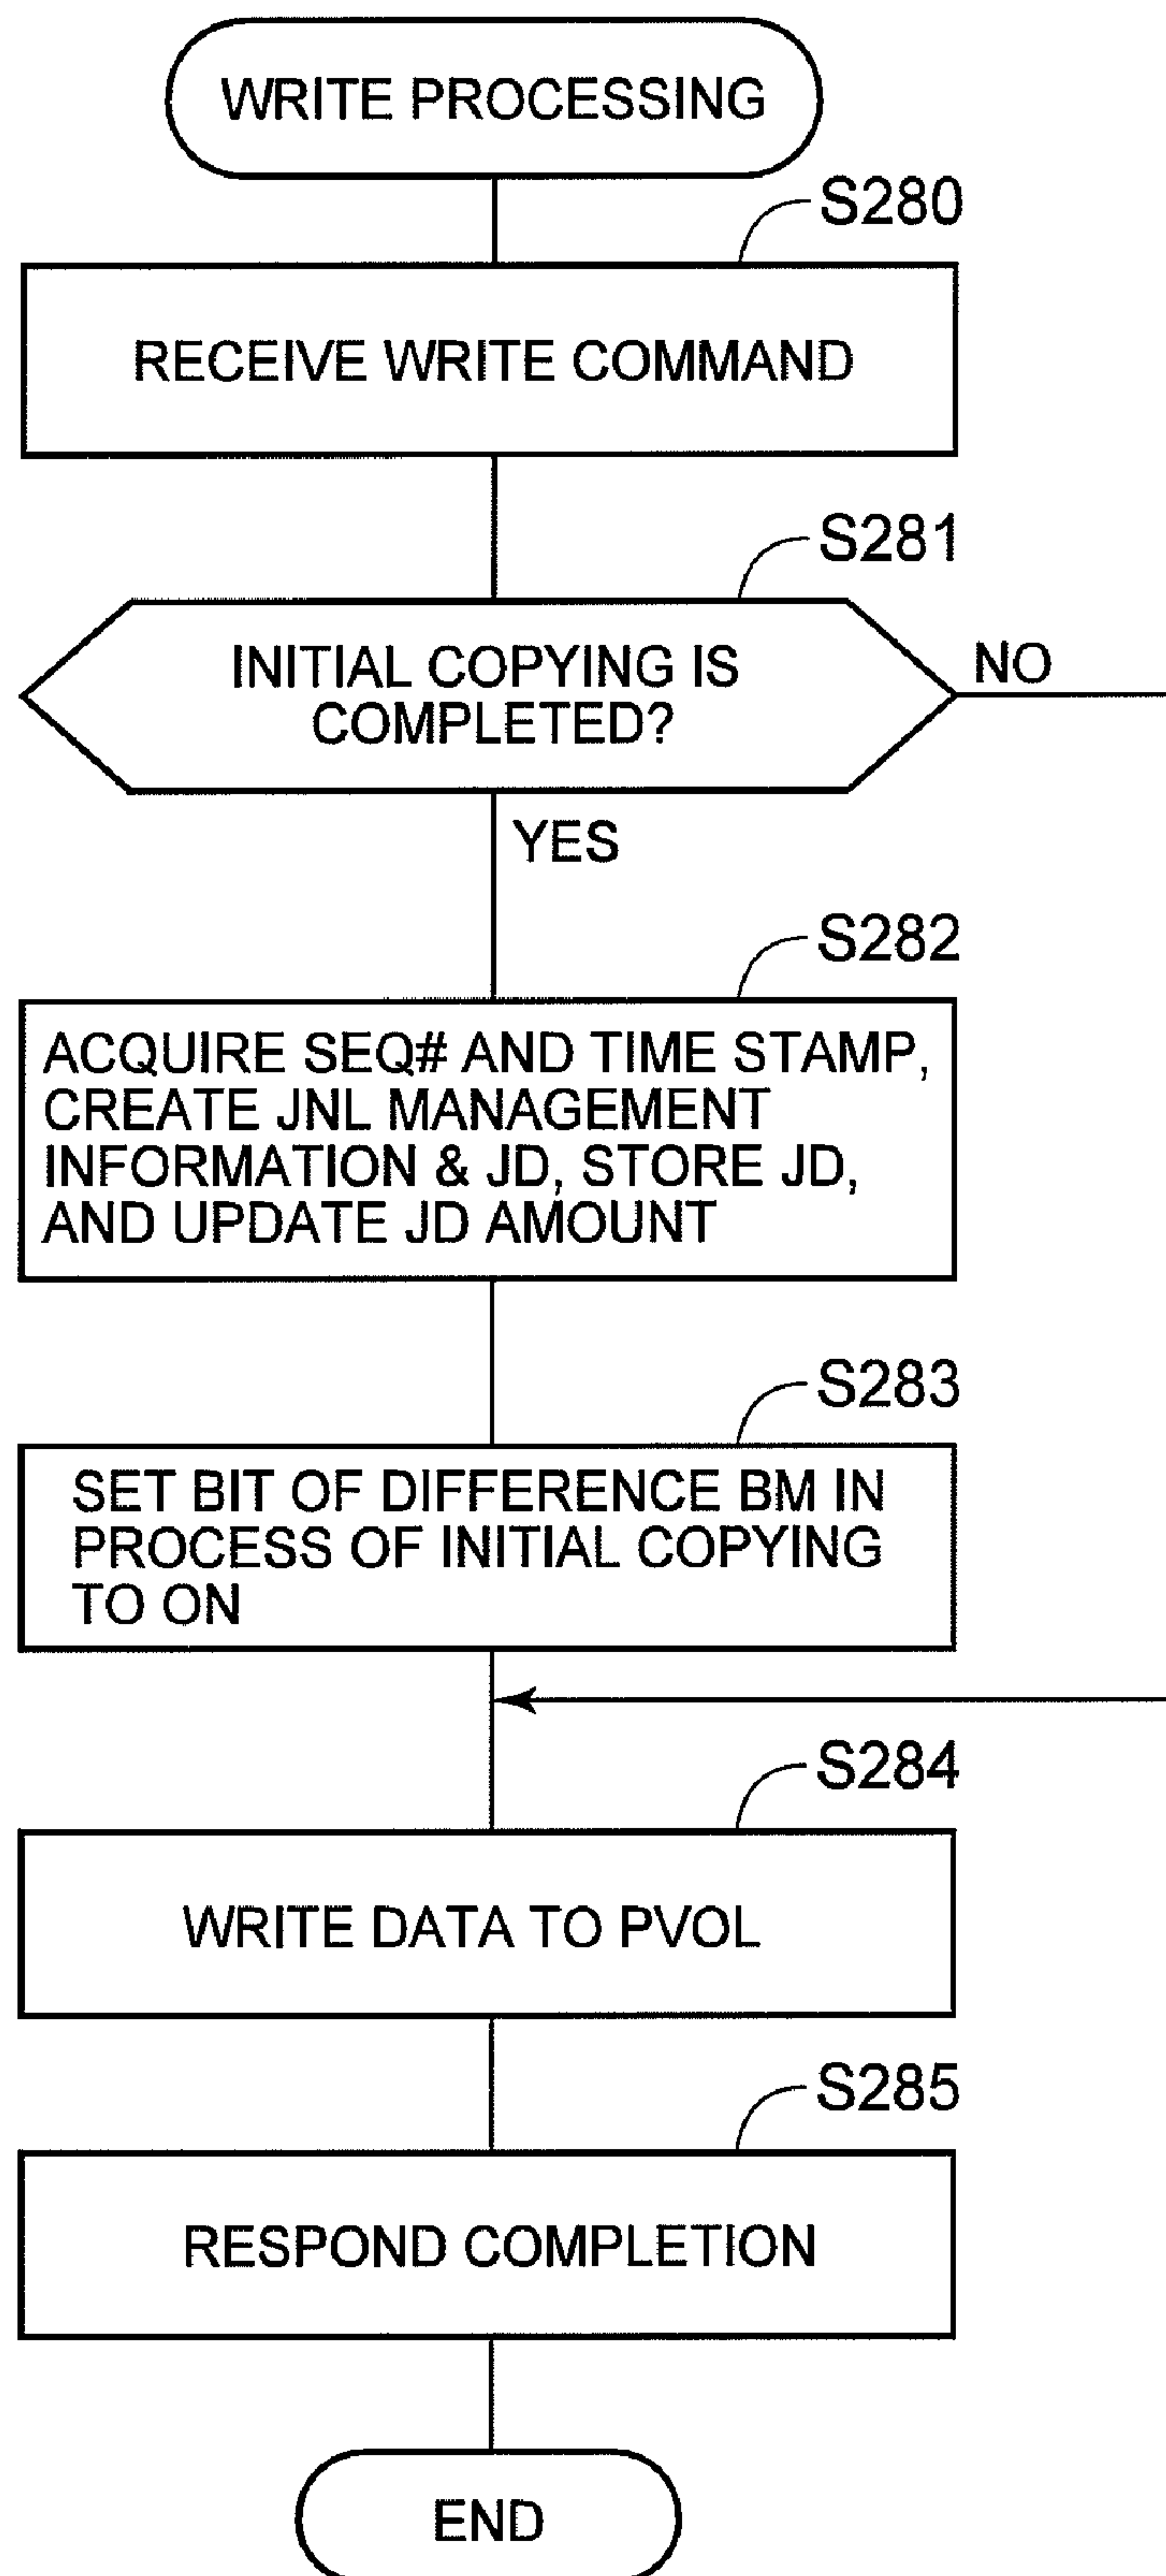 WRITE PROCESSING
S280
RECEIVE WRITE COMMAND
S281
INITIAL COPYING IS
COMPLETED?
NO
YES
S282
ACQUIRE SEQ# AND TIME STAMP,
CREATE JNL MANAGEMENT
INFORMATION & JD, STORE JD,
AND UPDATE JD AMOUNT
S283
SET BIT OF DIFFERENCE BM IN
PROCESS OF INITIAL COPYING
TO ON
S284
WRITE DATA TO PVOL
S285
RESPOND COMPLETION
END